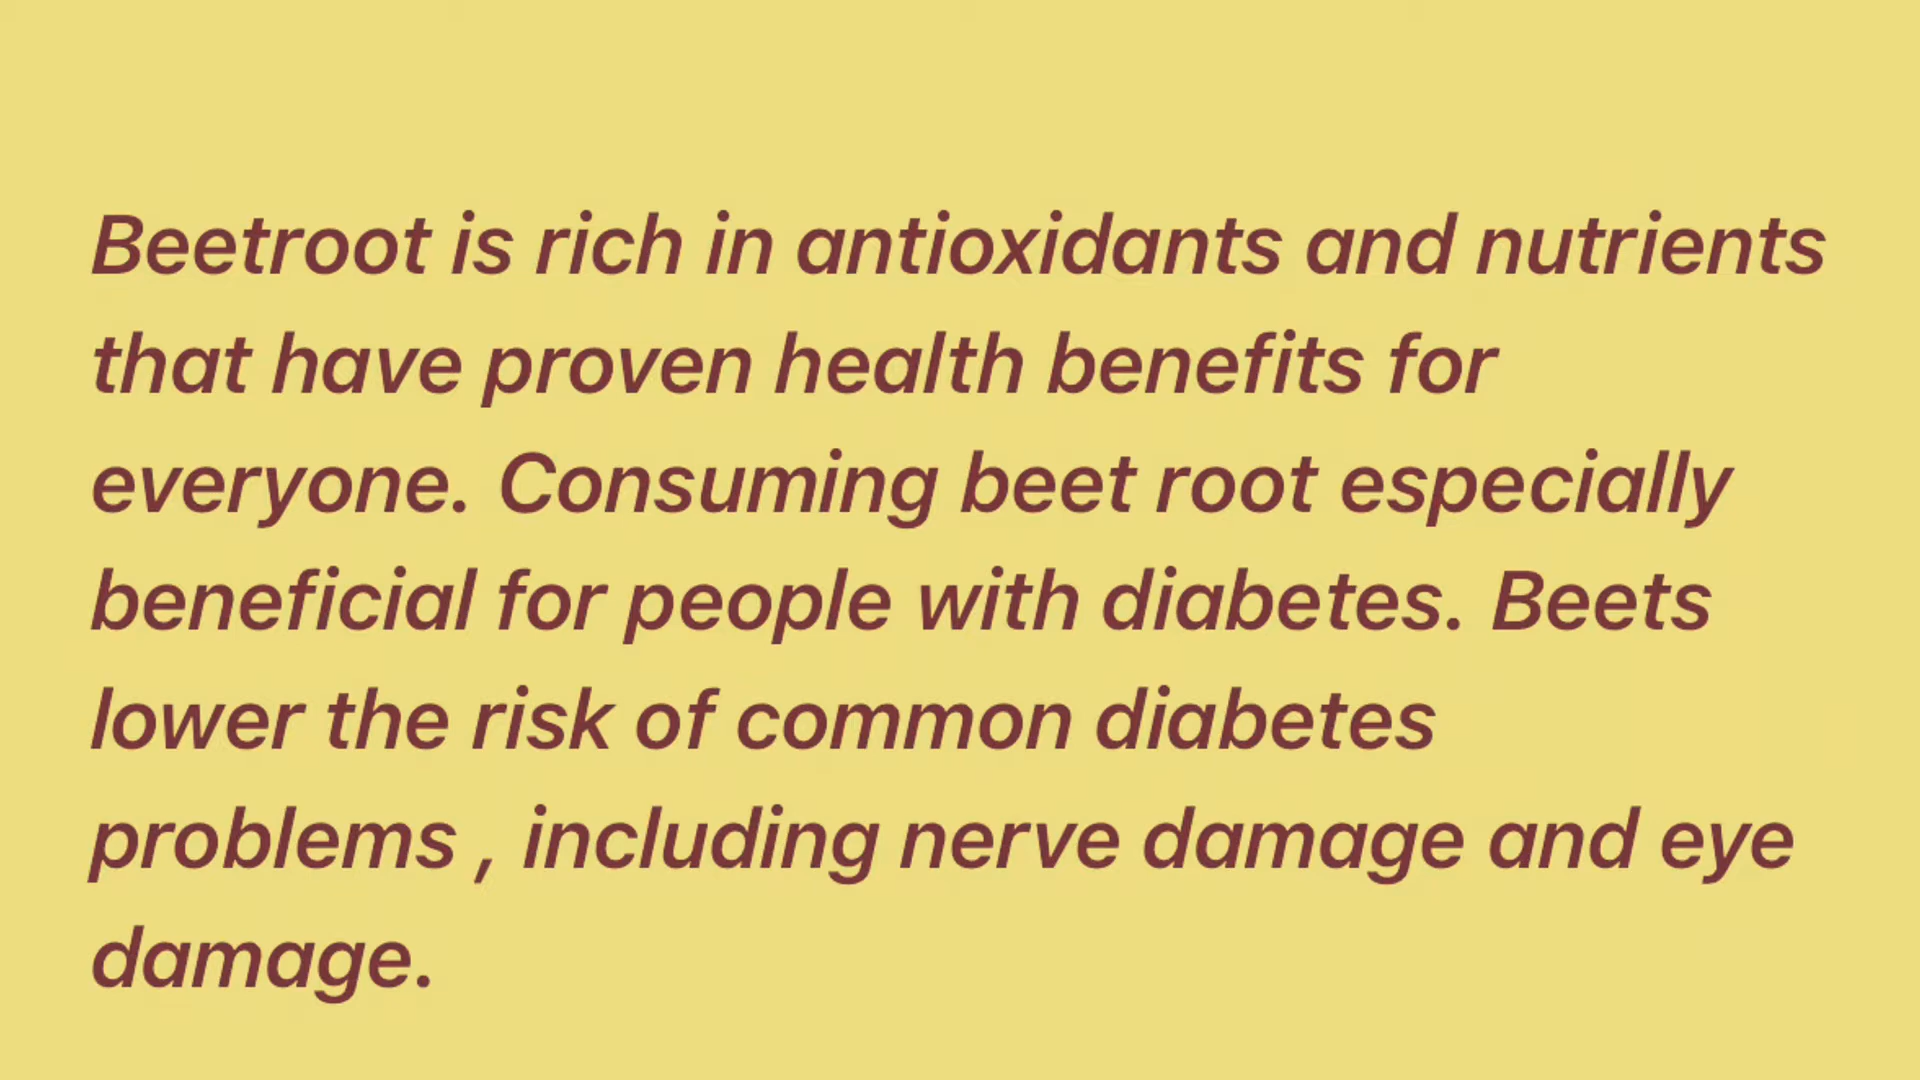 Beetroot is rich in antioxidants and nutrients
that have proven health benefits for
everyone. Consuming beet root especially
beneficial for people with diabetes. Beets
lower the risk of common diabetes
problems , including nerve damage and eye
damage.